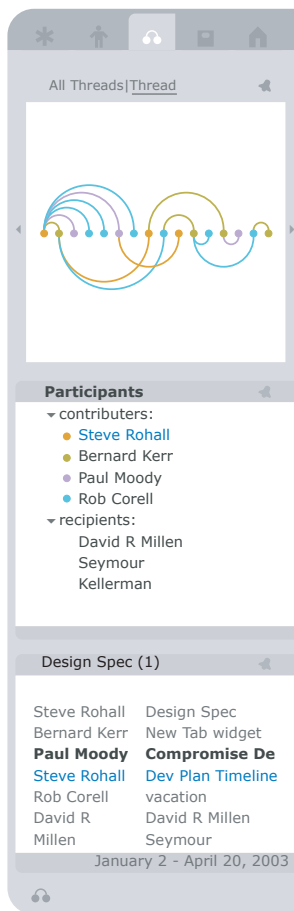 All Threads|Thread
Participants
contributers:
Steve Rohall
Bernard Kerr
Paul Moody
Rob Corell
recipients:
David R Millen
Seymour
Kellerman
Design Spec (1)
Steve Rohall Design Spec
Bernard Kerr New Tab widget
Paul Moody Compromise De
Steve Rohall Dev Plan Timeline
Rob Corell vacation
David R David R Millen
Millen Seymour
January 2 - April 20, 2003